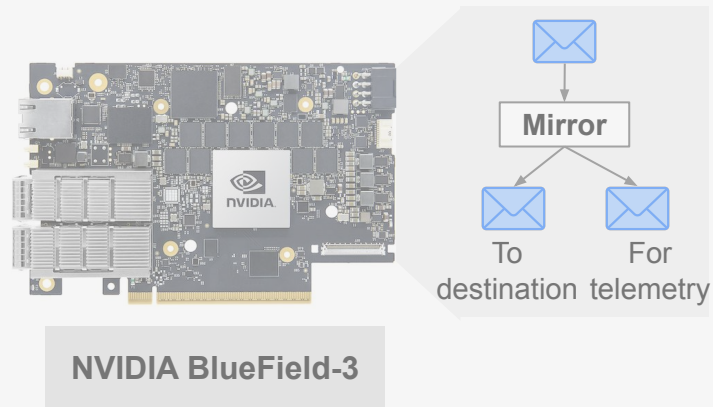 Mirror
NVIDIA.
To
destination
For
telemetry
NVIDIA BlueField-3